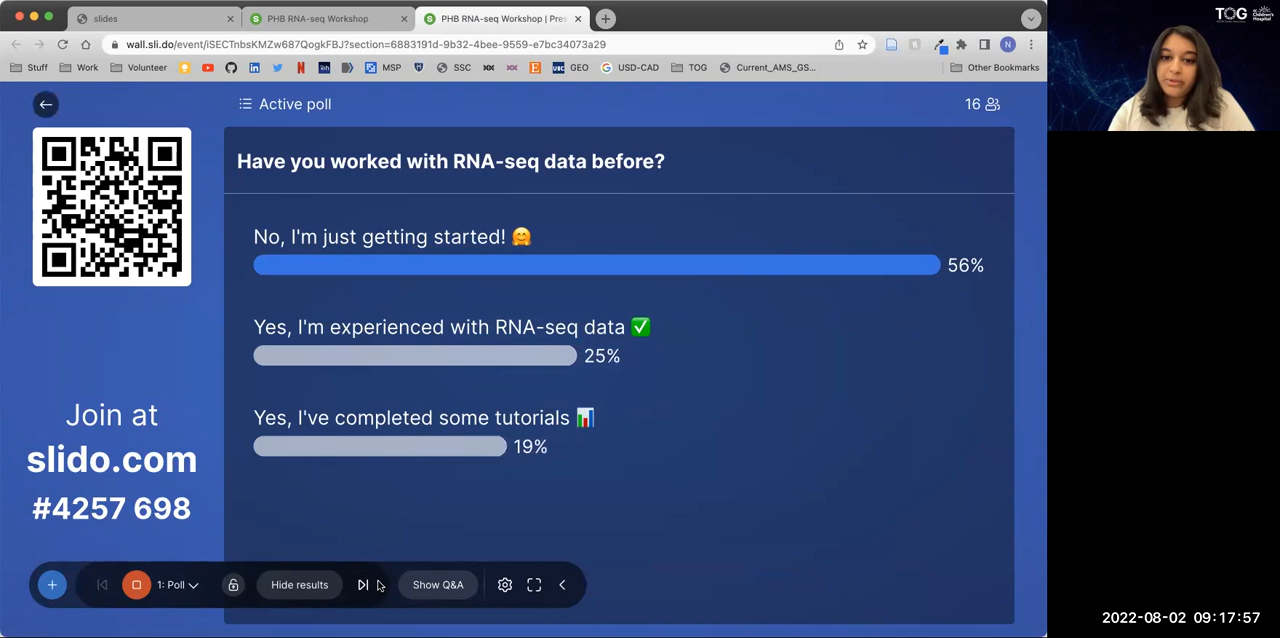 slides
PHB RNA-seq Workshop
PHB RNA-seq Workshop | Pres
wall.sli.do/event/iSECTnbsKMZw687QogkFBJ?section=6883191d-9b32-4bee-9559-e7bc34073a29
N
Stuff
Work
Volunteer
MSP
SSC
UBC GEO
USD-CAD
TOG
Current_AMS_GS...
Other Bookmarks
Active poll
16
Have you worked with RNA-seq data before?
No, I'm just getting started! 🤗
56%
Yes, I'm experienced with RNA-seq data ✅
25%
Yes, I've completed some tutorials 📊
19%
Join at
slido.com
#4257 698
1: Poll
Hide results
Show Q&A
TOG
Children's
Hospital
2022-08-02 09:17:57